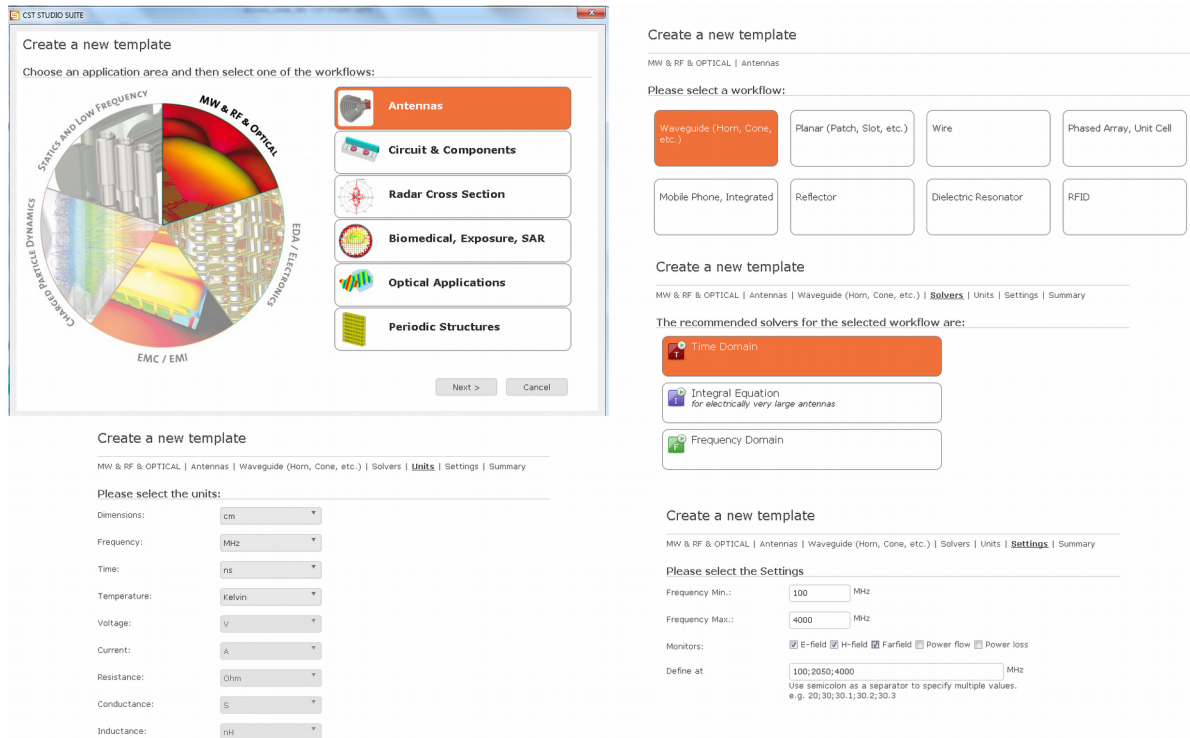 CST STUDIO SUITE
Create a new template
Choose an application area and then select one of the workflows:
STATICS AND LOW FREQUENCY
MW & RF & OPTICAL
EDA / ELECTRONICS
EMC / EMI
CHARGED PARTICLE DYNAMICS
Antennas
Circuit & Components
Radar Cross Section
Biomedical, Exposure, SAR
Optical Applications
Periodic Structures
Next >
Cancel
Create a new template
MW & RF & OPTICAL | Antennas
Please select a workflow:
Waveguide (Horn, Cone,
etc.)
Planar (Patch, Slot, etc.)
Wire
Phased Array, Unit Cell
Mobile Phone, Integrated
Reflector
Dielectric Resonator
RFID
Create a new template
MW & RF & OPTICAL | Antennas | Waveguide (Horn, Cone, etc.) | Solvers | Units | Settings | Summary
The recommended solvers for the selected workflow are:
T
Time Domain
I
Integral Equation
for electrically very large antennas
F
Frequency Domain
Create a new template
MW & RF & OPTICAL | Antennas | Waveguide (Horn, Cone, etc.) | Solvers | Units | Settings | Summary
Please select the units:
Dimensions: cm
Frequency: MHz
Time: ns
Temperature: Kelvin
Voltage: V
Current: A
Resistance: Ohm
Conductance: S
Inductance: nH
Create a new template
MW & RF & OPTICAL | Antennas | Waveguide (Horn, Cone, etc.) | Solvers | Units | Settings | Summary
Please select the Settings
Frequency Min.: 100 MHz
Frequency Max.: 4000 MHz
Monitors: E-field H-field Farfield Power flow Power loss
Define at 100;2050;4000 MHz
Use semicolon as a separator to specify multiple values.
e.g. 20;30;30.1;30.2;30.3